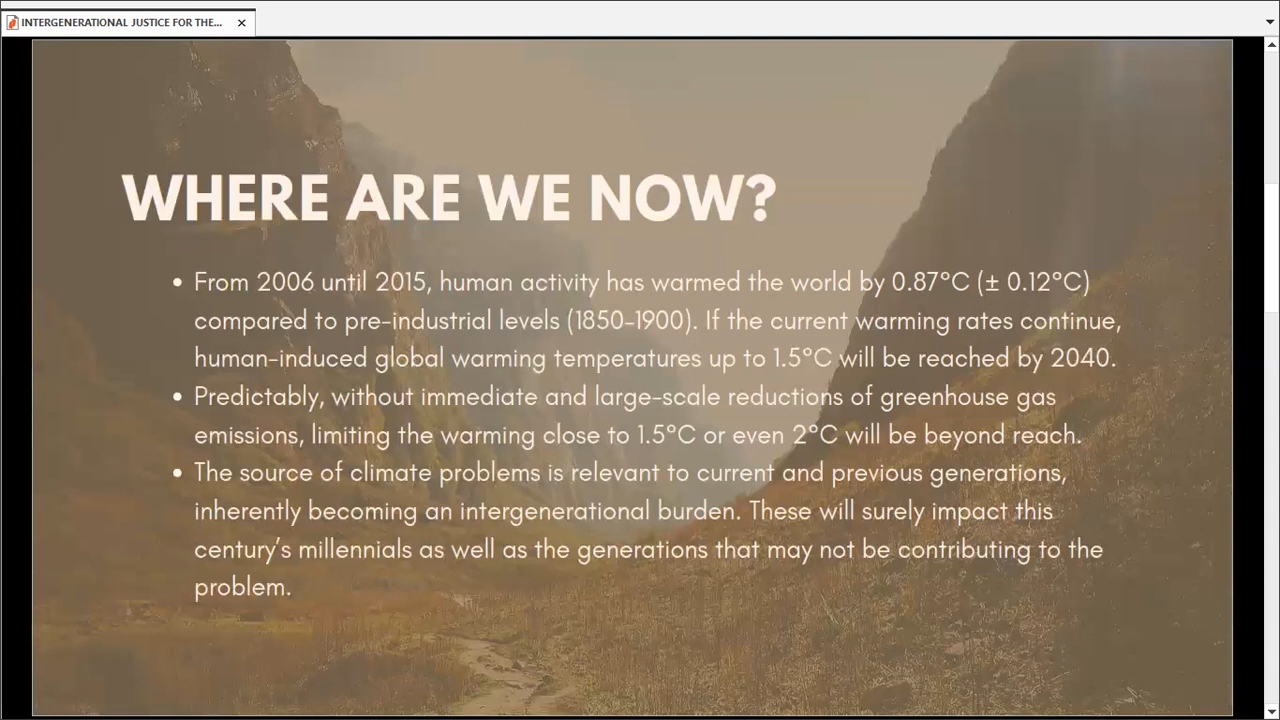 INTERGENERATIONAL JUSTICE FOR THE...
WHERE ARE WE NOW?
• From 2006 until 2015, human activity has warmed the world by 0.87°C (± 0.12°C)
compared to pre-industrial levels (1850-1900). If the current warming rates continue,
human-induced global warming temperatures up to 1.5°C will be reached by 2040.
• Predictably, without immediate and large-scale reductions of greenhouse gas
emissions, limiting the warming close to 1.5°C or even 2°C will be beyond reach.
• The source of climate problems is relevant to current and previous generations,
inherently becoming an intergenerational burden. These will surely impact this
century's millennials as well as the generations that may not be contributing to the
problem.